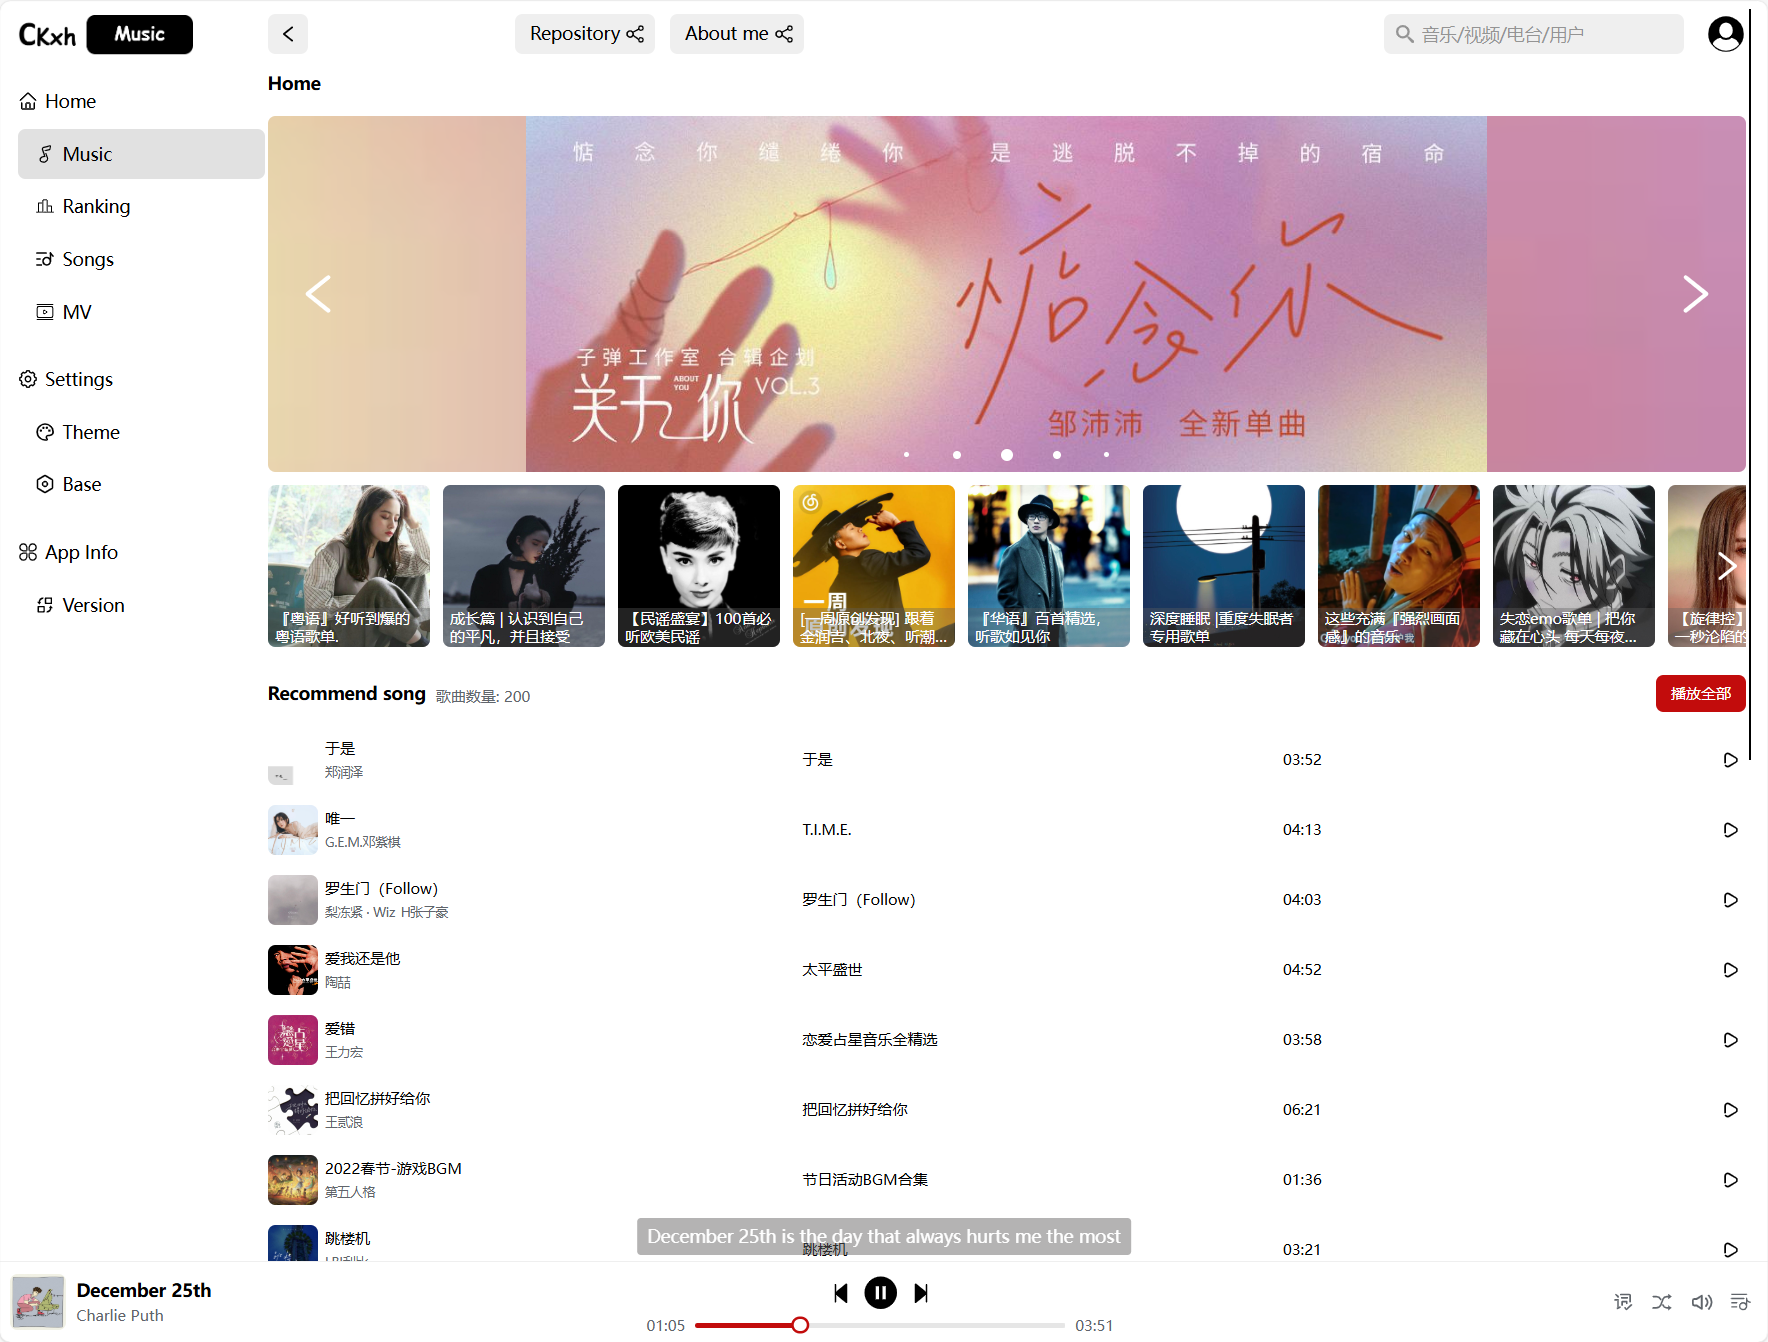 CKxh Music
Repository
About me
音乐/视频/电台/用户
Home
Music
Ranking
Songs
MV
Settings
Theme
Base
App Info
Version
Home
惦念你缱绻你 是逃脱不掉的宿命
惦念你
子弹工作室 合辑企划
关于你 ABOUT YOU VOL.3
邹沛沛 全新单曲
『粤语』好听到爆的
粤语歌单.
成长篇 | 认识到自己
的平凡，并且接受
【民谣盛宴】100首必
听欧美民谣
一周
原创发现
[一周原创发现] 跟着
金润吉、北夜、听潮...
『华语』百首精选，
听歌如见你
深度睡眠 |重度失眠者
专用歌单
这些充满『强烈画面
感』的音乐
失恋emo歌单 | 把你
藏在心头 每天每夜...
【旋律控】
一秒沦陷的
Recommend song 歌曲数量: 200
播放全部
于是
郑润泽
于是
03:52
唯一
G.E.M.邓紫棋
T.I.M.E.
04:13
罗生门（Follow）
梨冻紧 · Wiz_H张子豪
罗生门（Follow）
04:03
爱我还是他
陶喆
太平盛世
04:52
爱错
王力宏
恋爱占星音乐全精选
03:58
把回忆拼好给你
王贰浪
把回忆拼好给你
06:21
2022春节-游戏BGM
第五人格
节日活动BGM合集
01:36
跳楼机
跳楼机
03:21
December 25th is the day that always hurts me the most
December 25th
Charlie Puth
01:05
03:51
词